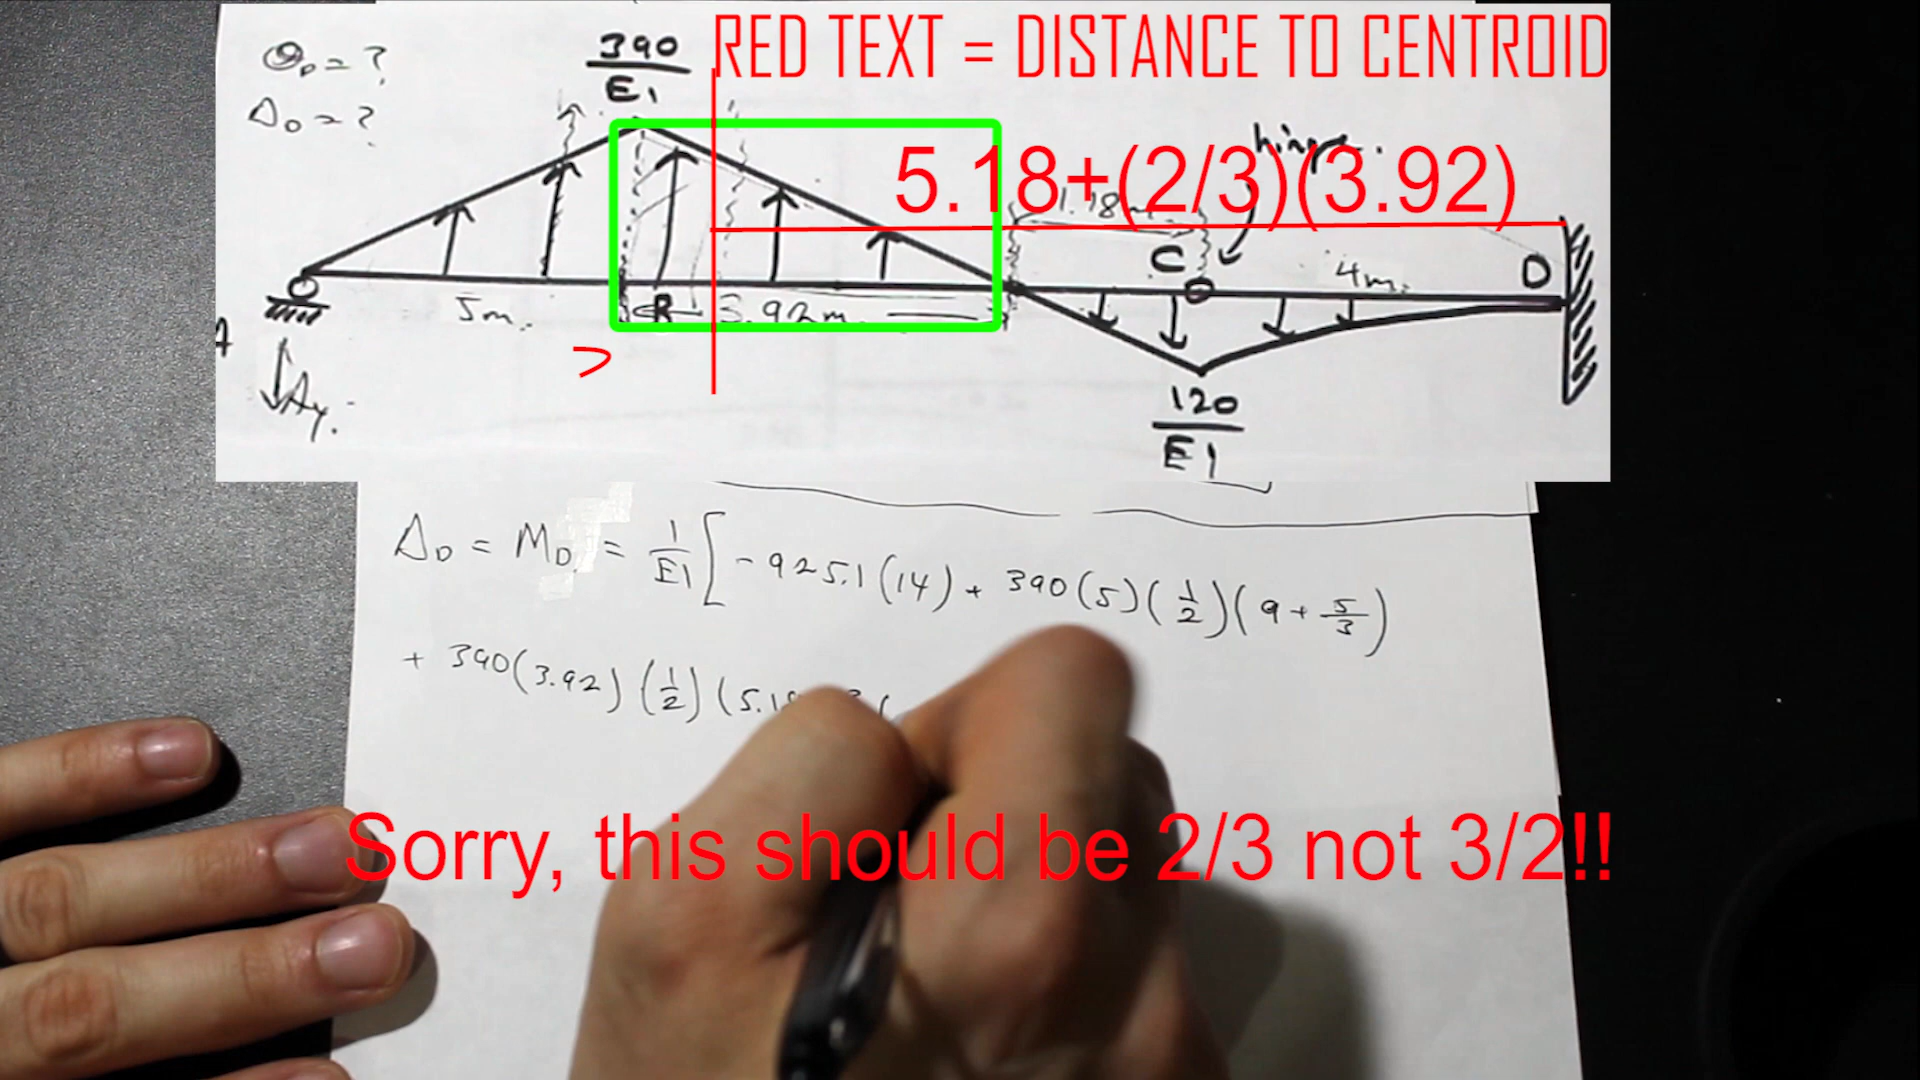 RED TEXT = DISTANCE TO CENTROID
θD = ?
390
EI
ΔD = ?
hinge.
5.18+(2/3)(3.92)
1.18m
C
4m.
D
5m.
B
3.92m
A
Ay.
120
EI
ΔD = MD = 1/EI [ -925.1(14) + 390(5)(1/2)(9 + 5/3)
+ 390(3.92)(1/2)(5.18
Sorry, this should be 2/3 not 3/2!!